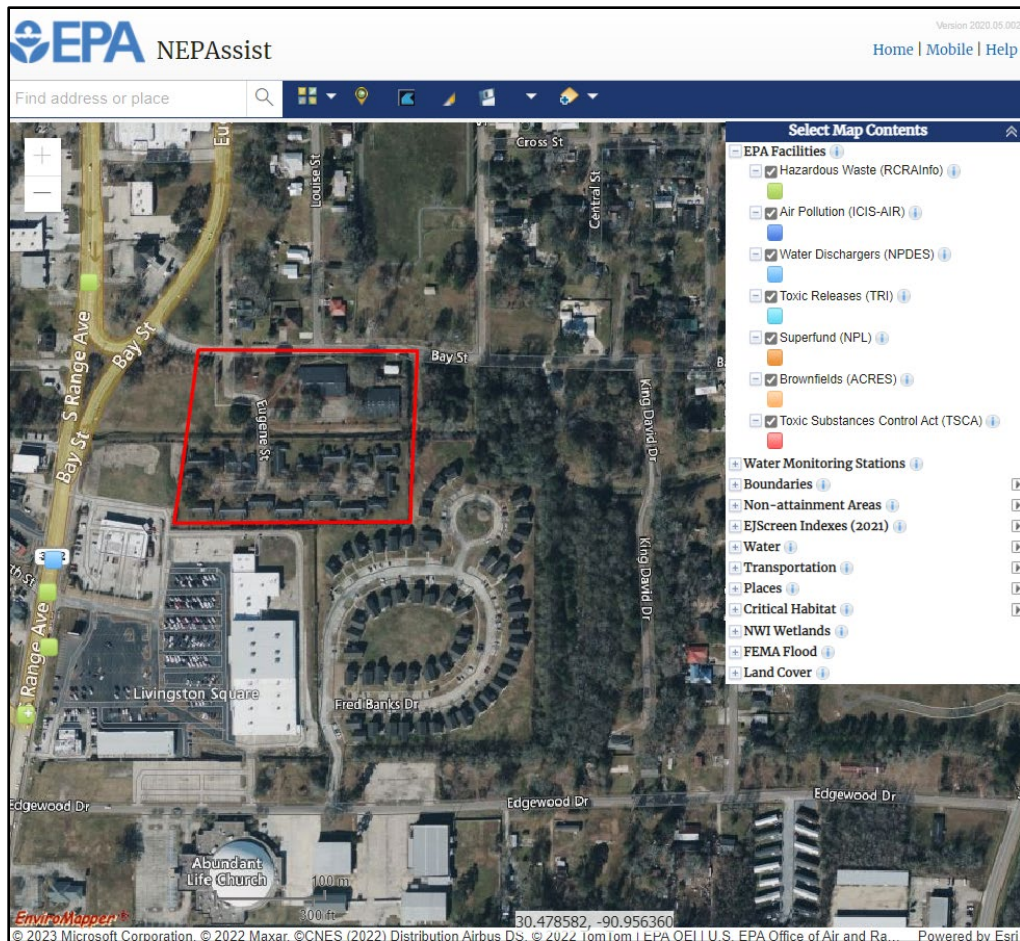 Version 2020.05.002
EPA NEPAssist
Home | Mobile | Help
Find address or place
Select Map Contents
EPA Facilities
Hazardous Waste (RCRAInfo)
Air Pollution (ICIS-AIR)
Water Dischargers (NPDES)
Toxic Releases (TRI)
Superfund (NPL)
Brownfields (ACRES)
Toxic Substances Control Act (TSCA)
Water Monitoring Stations
Boundaries
Non-attainment Areas
EJScreen Indexes (2021)
Water
Transportation
Places
Critical Habitat
NWI Wetlands
FEMA Flood
Land Cover
Cross St
Louise St
Central St
S Range Ave
Bay St
Bay St
Bay St
Eugene St
King David Dr
King David Dr
Range Ave
Livingston Square
Fred Banks Dr
Edgewood Dr
Edgewood Dr
Edgewood Dr
Abundant
Life Church
100 m
300 ft
EnviroMapper
30.478582, -90.956360
© 2023 Microsoft Corporation, © 2022 Maxar, ©CNES (2022) Distribution Airbus DS, © 2022 TomTom | EPA OEI | U.S. EPA Office of Air and Ra... Powered by Esri